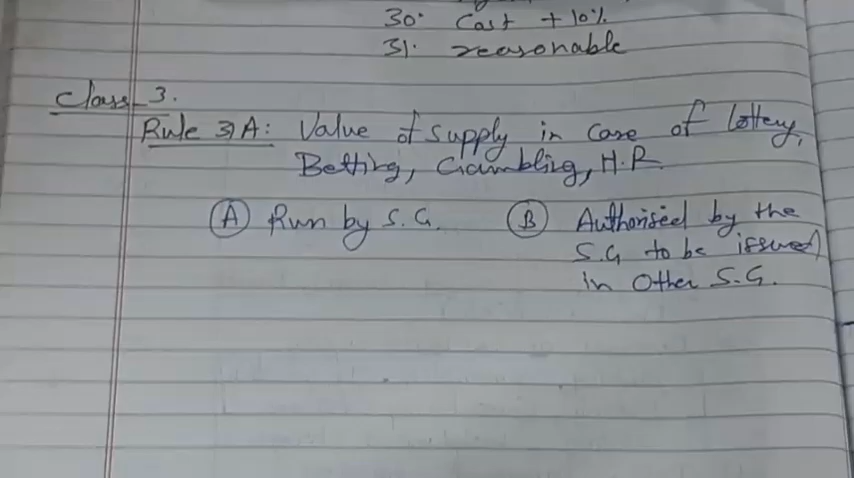 30. Cost + 10%
31. reasonable
Class 3.
Rule 31A: Value of supply in case of lottery,
Betting, Gambling, H.R.
(A) Run by S.G. (B) Authorised by the
S.G to be issued
in Other S.G.